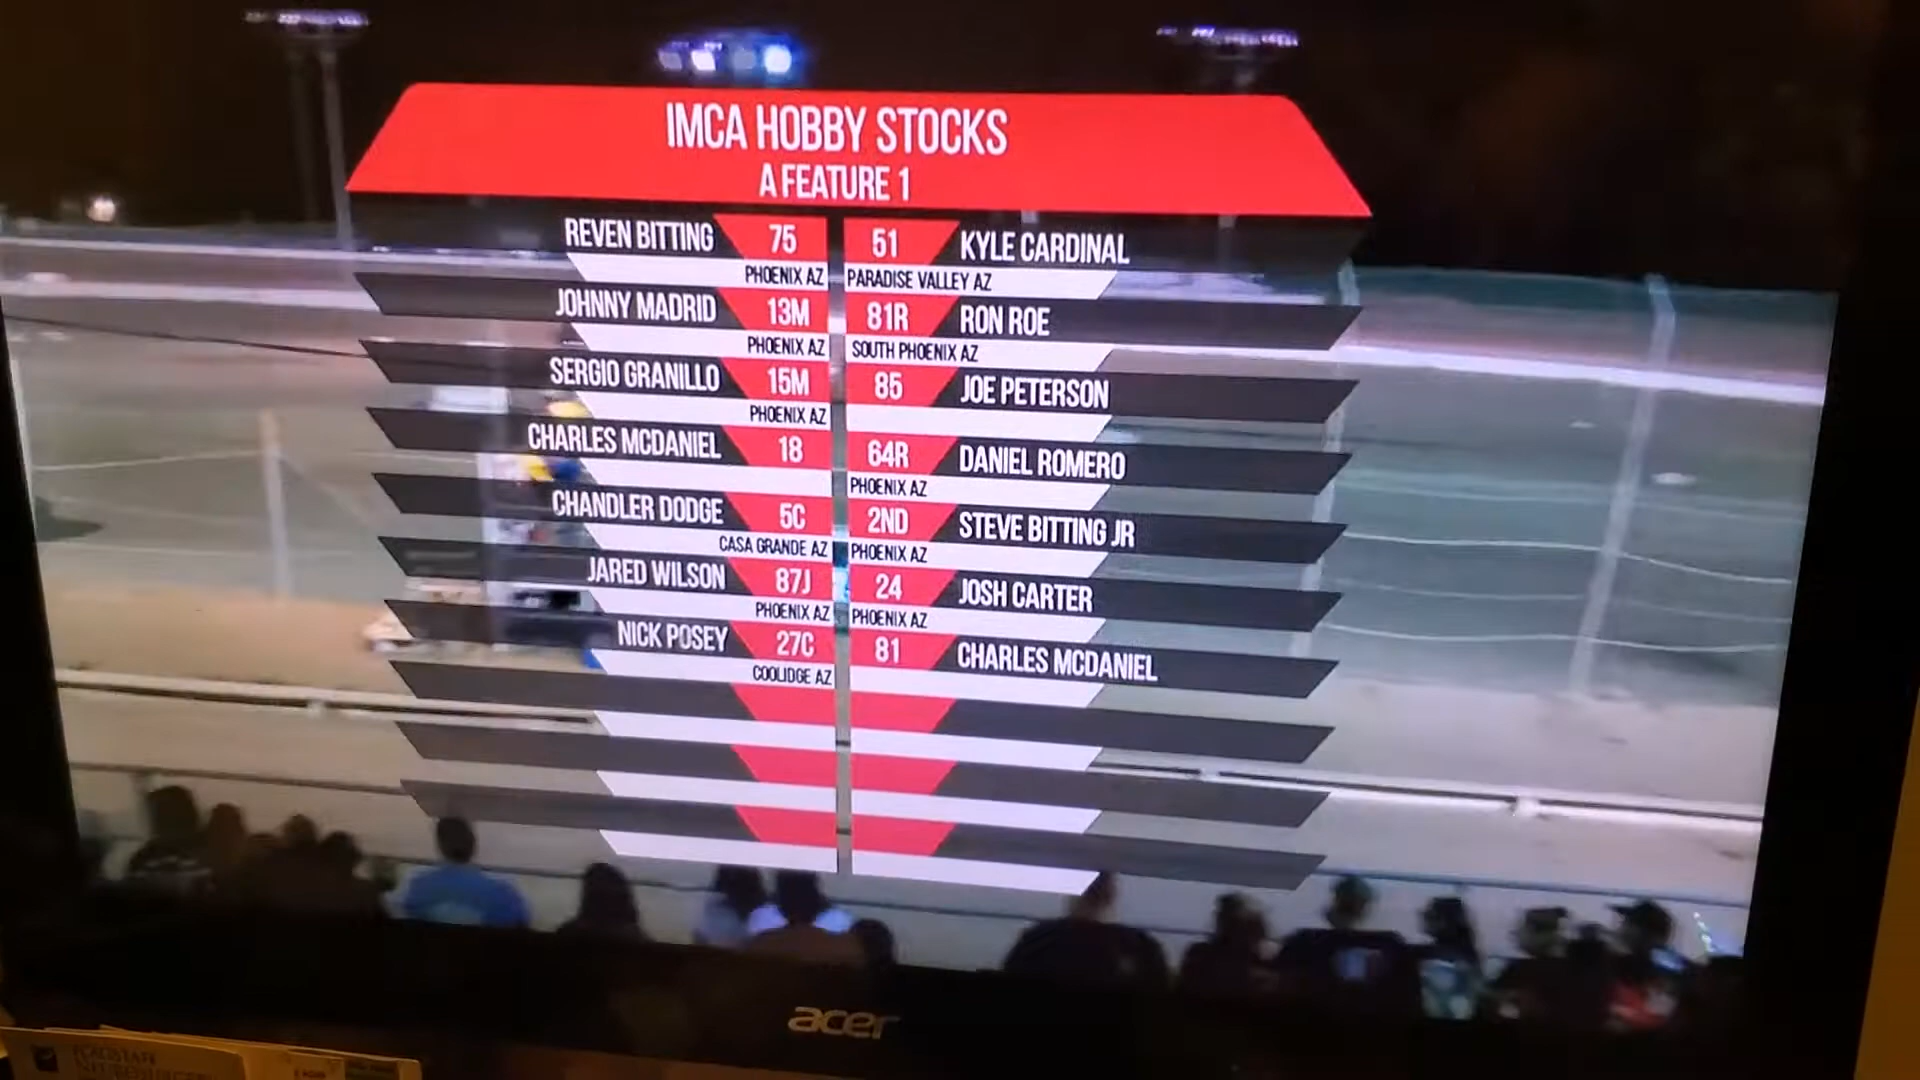 IMCA HOBBY STOCKS
A FEATURE 1
REVEN BITTING 75 51 KYLE CARDINAL
PHOENIX AZ PARADISE VALLEY AZ
JOHNNY MADRID 13M 81R RON ROE
PHOENIX AZ SOUTH PHOENIX AZ
SERGIO GRANILLO 15M 85 JOE PETERSON
PHOENIX AZ
CHARLES MCDANIEL 18 64R DANIEL ROMERO
PHOENIX AZ
CHANDLER DODGE 5C 2ND STEVE BITTING JR
CASA GRANDE AZ PHOENIX AZ
JARED WILSON 87J 24 JOSH CARTER
PHOENIX AZ PHOENIX AZ
NICK POSEY 27C 81 CHARLES MCDANIEL
COOLIDGE AZ
acer